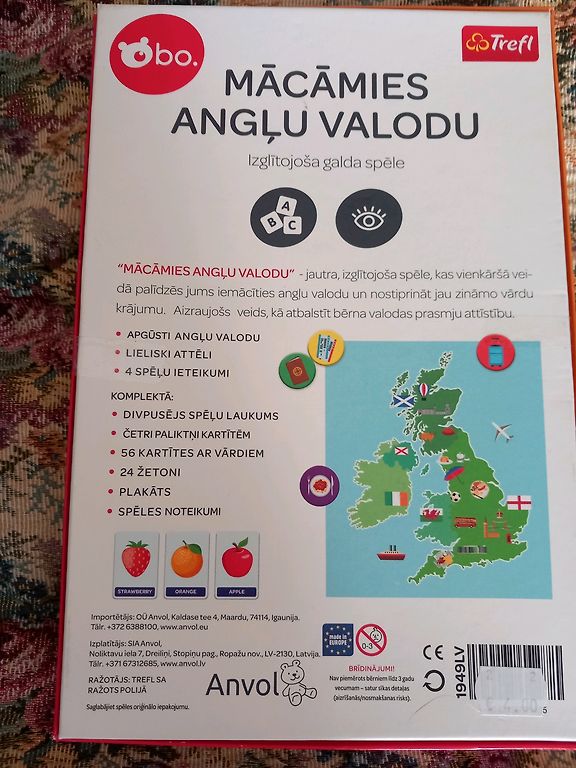 bo.
Trefl
MĀCĀMIES
ANGĻU VALODU
Izglītojoša galda spēle
A
B
C
“MĀCĀMIES ANGĻU VALODU” - jautra, izglītojoša spēle, kas vienkāršā vei-
dā palīdzēs jums iemācīties angļu valodu un nostiprināt jau zināmo vārdu
krājumu. Aizraujošs veids, kā atbalstīt bērna valodas prasmju attīstību.
• APGŪSTI ANGĻU VALODU
• LIELISKI ATTĒLI
• 4 SPĒĻU IETEIKUMI
KOMPLEKTĀ:
• DIVPUSĒJS SPĒĻU LAUKUMS
• ČETRI PALIKTŅI KARTĪTĒM
• 56 KARTĪTES AR VĀRDIEM
• 24 ŽETONI
• PLAKĀTS
• SPĒLES NOTEIKUMI
STRAWBERRY
ORANGE
APPLE
Importētājs: OÜ Anvol, Kaldase tee 4, Maardu, 74114, Igaunija.
Tālr. +372 6388100, www.anvol.eu
Izplatītājs: SIA Anvol,
Noliktavu iela 7, Dreiliņi, Stopiņu pag., Ropažu nov., LV-2130, Latvija.
Tālr. +371 67312685, www.anvol.lv
RAŽOTĀJS: TREFL SA
RAŽOTS POLIJĀ
Saglabājiet spēles oriģinālo iepakojumu.
Anvol
made in
EUROPE
0-3
BRĪDINĀJUMI!
Nav piemērots bērniem līdz 3 gadu
vecumam – satur sīkas detaļas
(aizrīšanās/nosmakšanas risks).
CE
1949LV
5